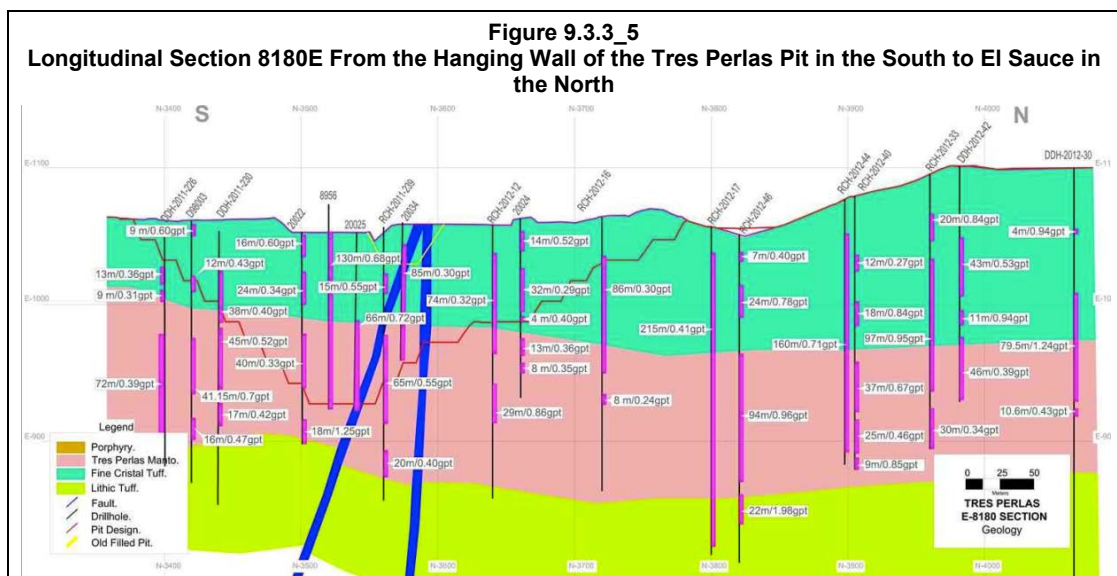 Figure 9.3.3_5
Longitudinal Section 8180E From the Hanging Wall of the Tres Perlas Pit in the South to El Sauce in
the North
N-3400
N-3500
N-3600
N-3700
N-3800
N-3900
N-4000
S
N
E-1100
E-11
E-1000
E-900
DDH-2011-226
D98003
DDH-2011-230
20022
8956
20025
RCH-2011-239
20034
RCH-2012-12
20024
RCH-2012-16
RCH-2012-17
RCH-2012-46
RCH-2012-44
RCH-2012-40
RCH-2012-33
DDH-2012-42
DDH-2012-30
9 m/0.60gpt
13m/0.36gpt
9 m/0.31gpt
12m/0.43gpt
16m/0.60gpt
24m/0.34gpt
38m/0.40gpt
45m/0.52gpt
40m/0.33gpt
72m/0.39gpt
41.15m/0.7gpt
17m/0.42gpt
16m/0.47gpt
18m/1.25gpt
130m/0.68gpt
15m/0.55gpt
66m/0.72gpt
85m/0.30gpt
74m/0.32gpt
65m/0.55gpt
20m/0.40gpt
29m/0.86gpt
14m/0.52gpt
32m/0.29gpt
4 m/0.40gpt
13m/0.36gpt
8 m/0.35gpt
86m/0.30gpt
8 m/0.24gpt
215m/0.41gpt
7m/0.40gpt
24m/0.78gpt
94m/0.96gpt
22m/1.98gpt
160m/0.71gpt
12m/0.27gpt
18m/0.84gpt
97m/0.95gpt
37m/0.67gpt
25m/0.46gpt
9m/0.85gpt
20m/0.84gpt
43m/0.53gpt
11m/0.94gpt
46m/0.39gpt
30m/0.34gpt
4m/0.94gpt
79.5m/1.24gpt
10.6m/0.43gpt
Legend
Porphyry.
Tres Perlas Manto.
Fine Cristal Tuff.
Lithic Tuff.
Fault.
Drillhole.
Pit Design.
Old Filled Pit.
0 25 50
Meters
TRES PERLAS
E-8180 SECTION
Geology
N-3400
N-3500
N-3600
N-3700
N-3800
N-3900
N-4000